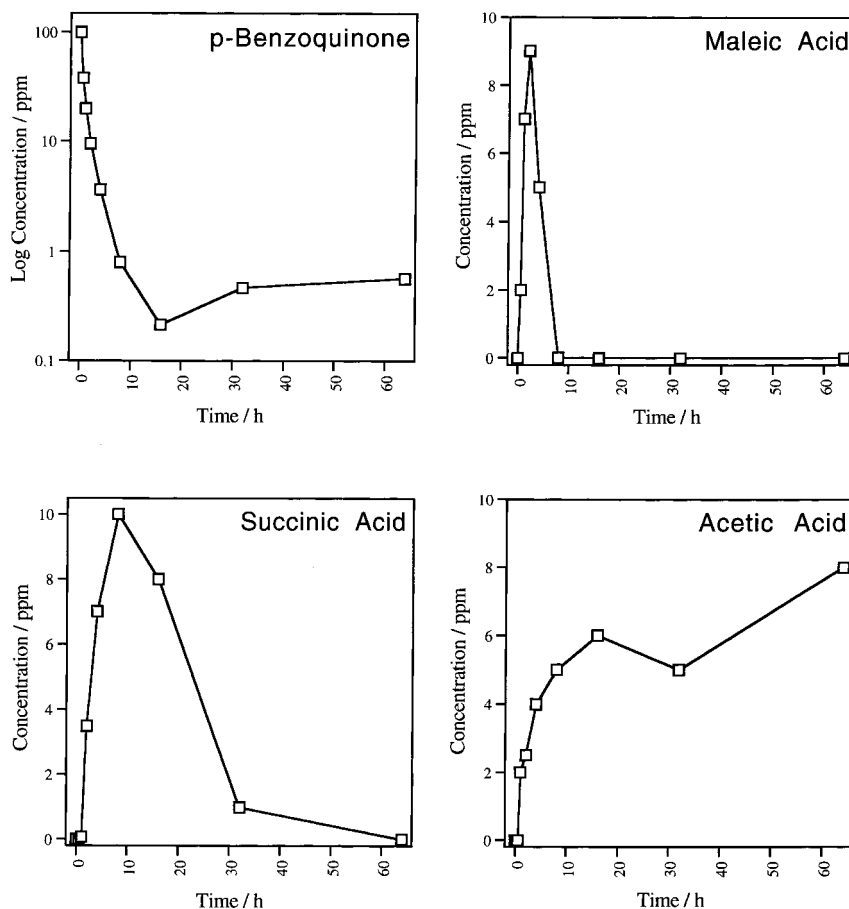 p-Benzoquinone
100
10
1
0.1
Log Concentration / ppm
0 10 20 30 40 50 60
Time / h
Maleic Acid
10
8
6
4
2
0
Concentration / ppm
0 10 20 30 40 50 60
Time / h
Succinic Acid
10
8
6
4
2
0
Concentration / ppm
0 10 20 30 40 50 60
Time / h
Acetic Acid
10
8
6
4
2
0
Concentration / ppm
0 10 20 30 40 50 60
Time / h